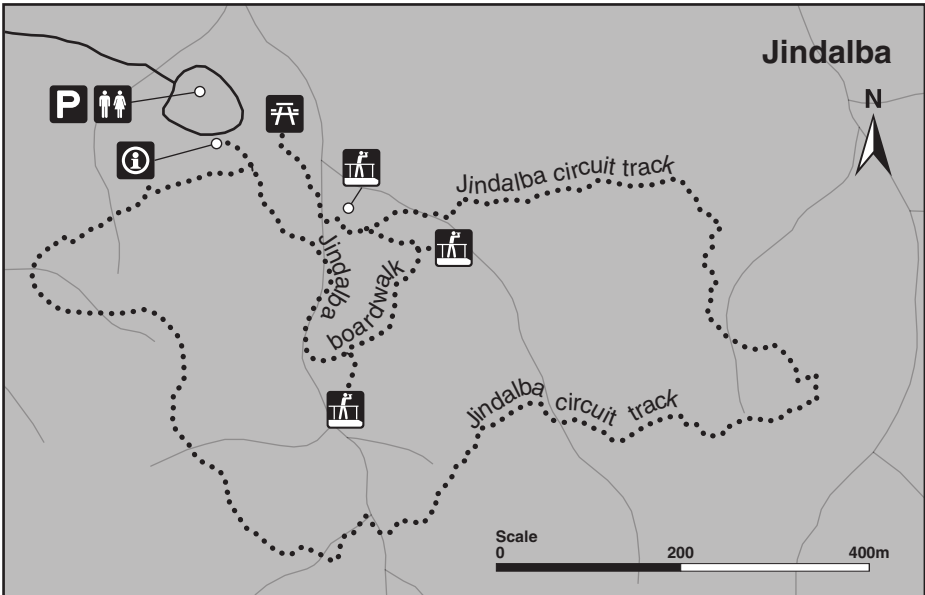 Jindalba
N
P
i
Jindalba circuit track
Jindalba
boardwalk
Jindalba circuit track
Scale
0 200 400m